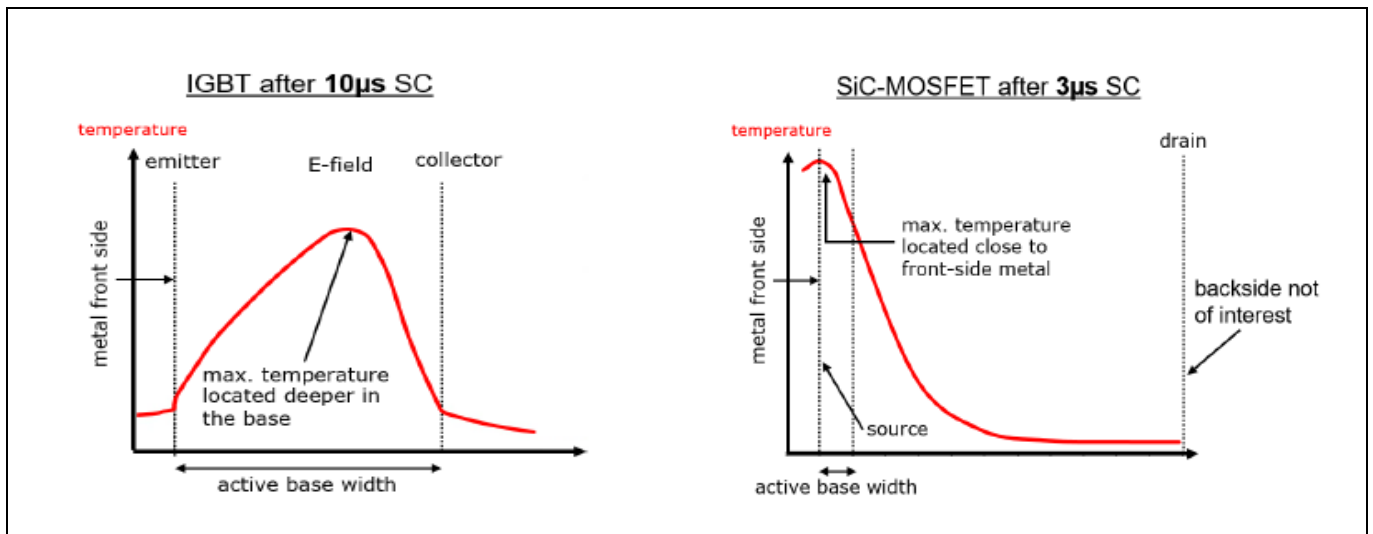 IGBT after 10µs SC
temperature
emitter
E-field
collector
metal front side
max. temperature
located deeper in
the base
active base width
SiC-MOSFET after 3µs SC
temperature
drain
metal front side
max. temperature
located close to
front-side metal
backside not
of interest
source
active base width